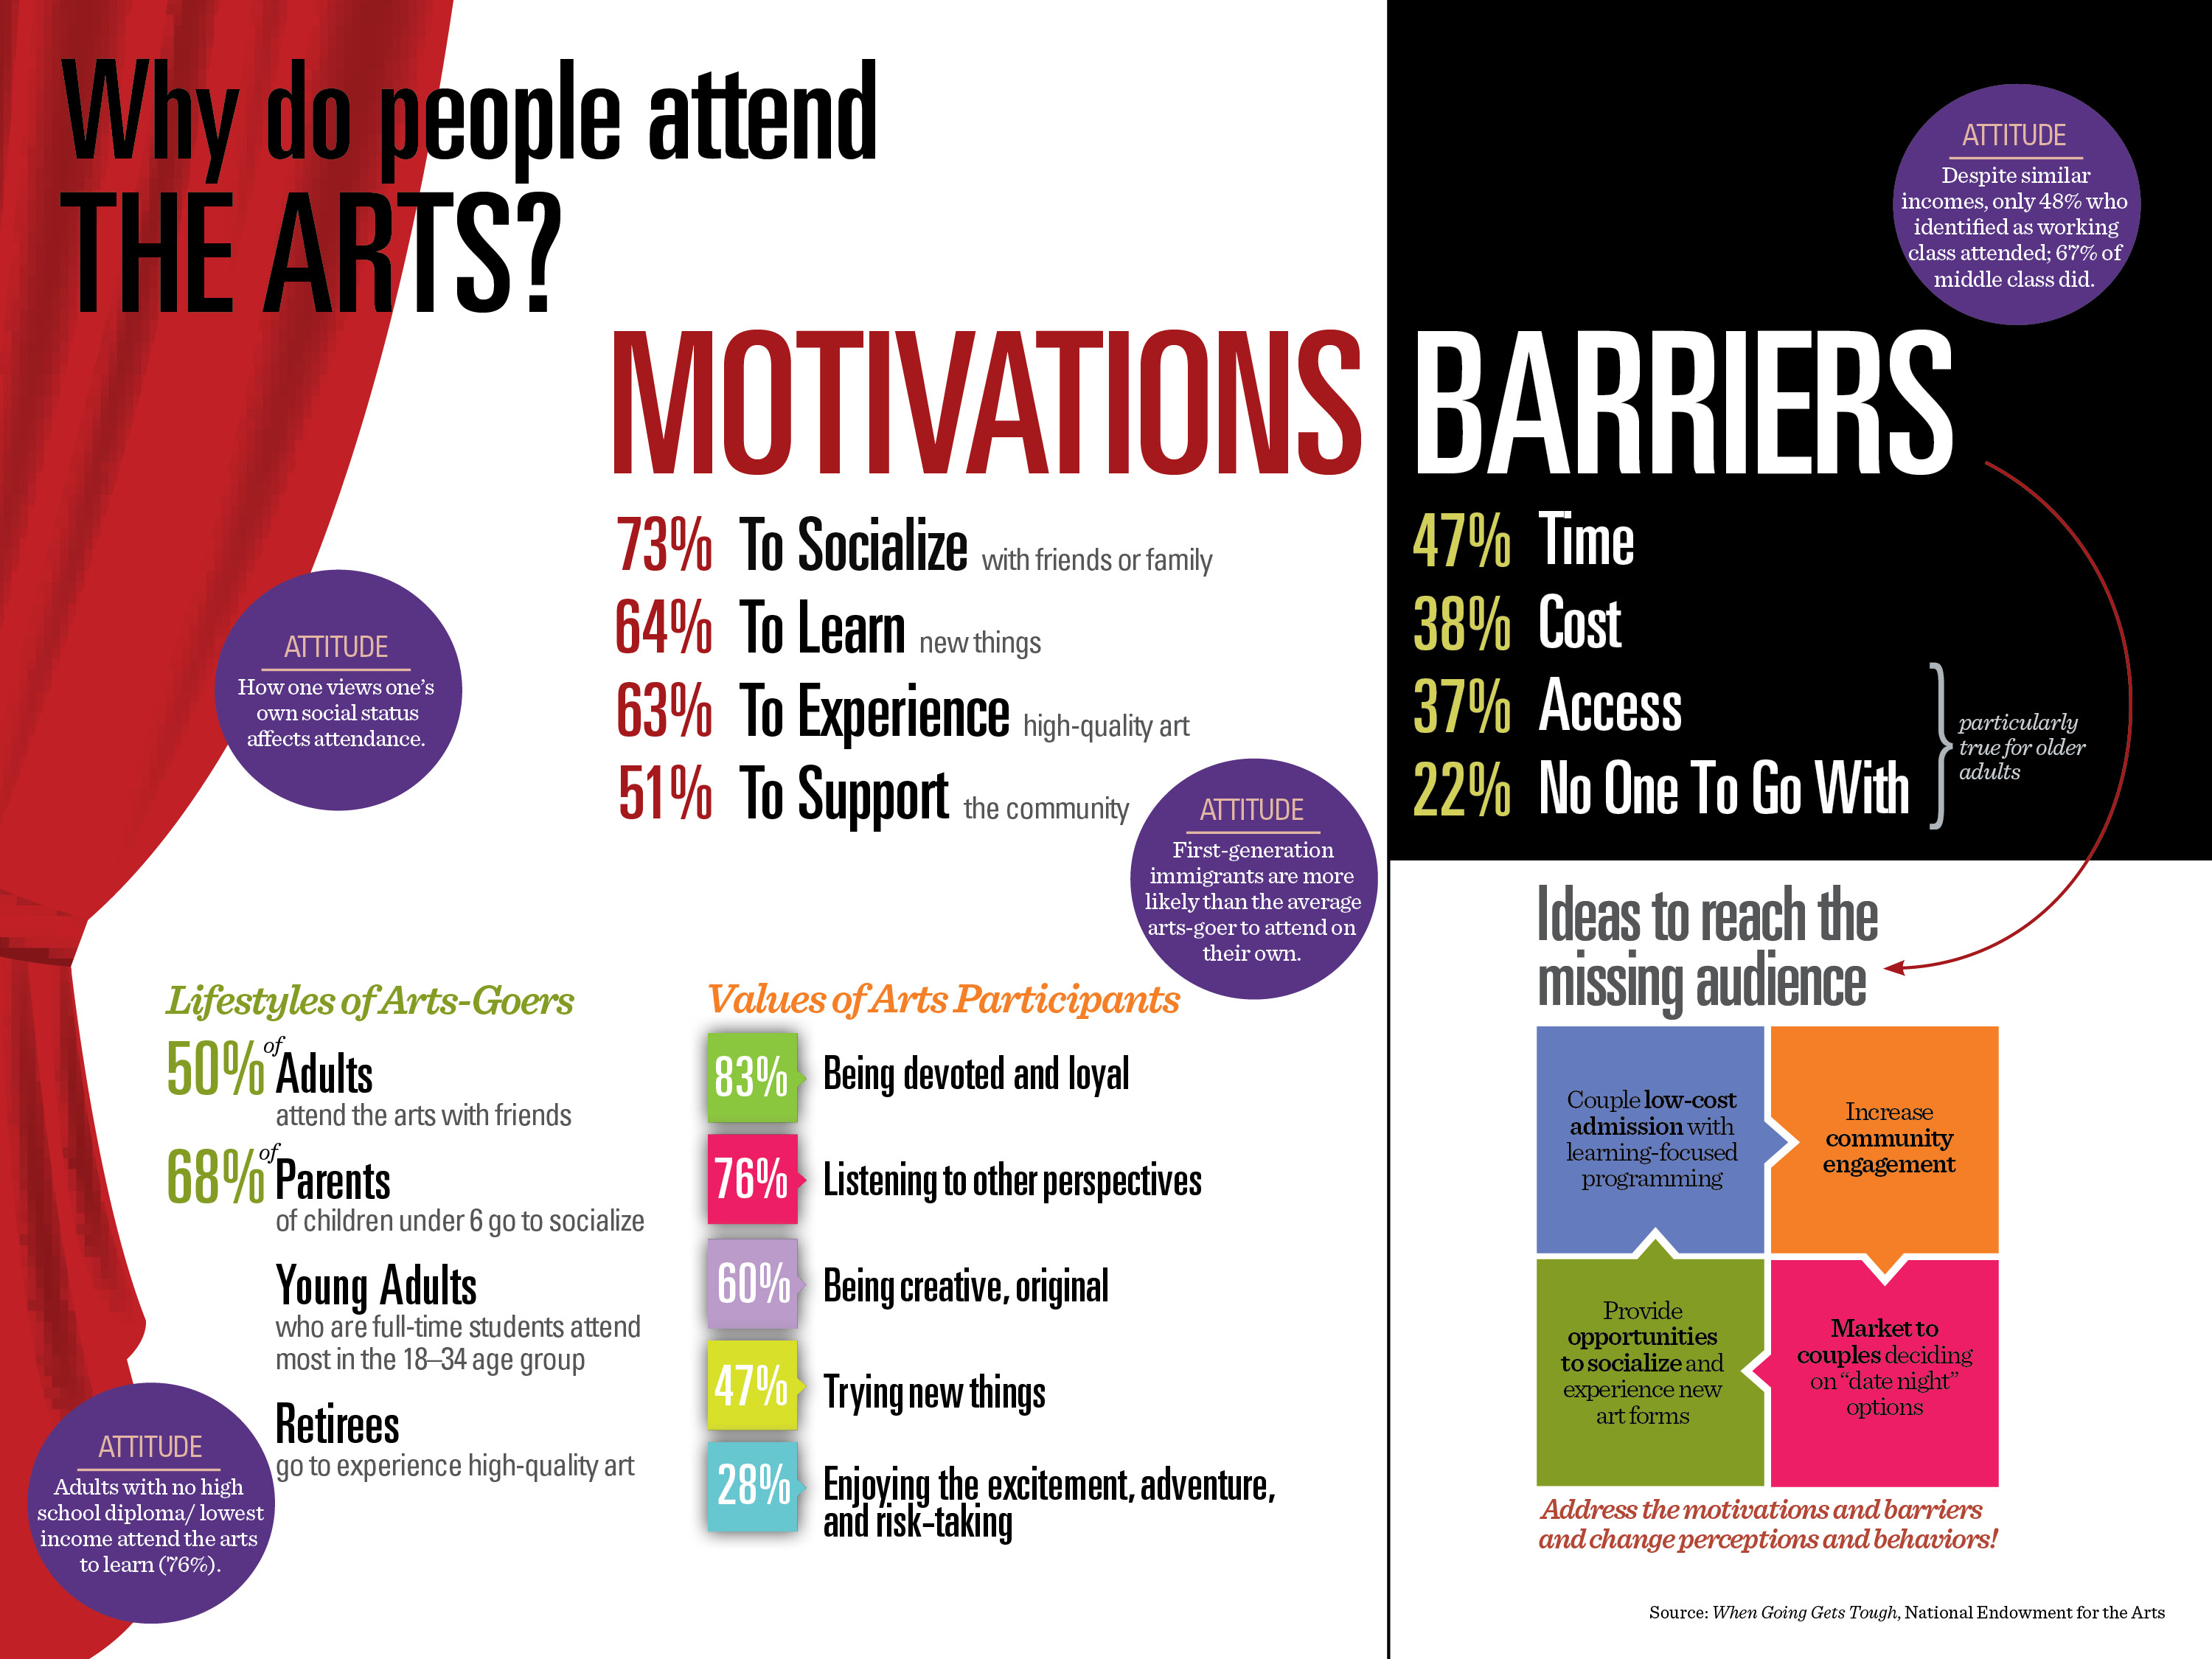 Why do people attend
THE ARTS?
MOTIVATIONS
73% To Socialize with friends or family
64% To Learn new things
63% To Experience high-quality art
51% To Support the community
ATTITUDE
How one views one’s
own social status
affects attendance.
ATTITUDE
First-generation
immigrants are more
likely than the average
arts-goer to attend on
their own.
Lifestyles of Arts-Goers
50% of Adults
attend the arts with friends
68% of Parents
of children under 6 go to socialize
Young Adults
who are full-time students attend
most in the 18–34 age group
Retirees
go to experience high-quality art
ATTITUDE
Adults with no high
school diploma/ lowest
income attend the arts
to learn (76%).
Values of Arts Participants
83% Being devoted and loyal
76% Listening to other perspectives
60% Being creative, original
47% Trying new things
28% Enjoying the excitement, adventure,
and risk-taking
ATTITUDE
Despite similar
incomes, only 48% who
identified as working
class attended; 67% of
middle class did.
BARRIERS
47% Time
38% Cost
37% Access
22% No One To Go With
particularly
true for older
adults
Ideas to reach the
missing audience
Couple low-cost
admission with
learning-focused
programming
Increase
community
engagement
Provide
opportunities
to socialize and
experience new
art forms
Market to
couples deciding
on “date night”
options
Address the motivations and barriers
and change perceptions and behaviors!
Source: When Going Gets Tough, National Endowment for the Arts